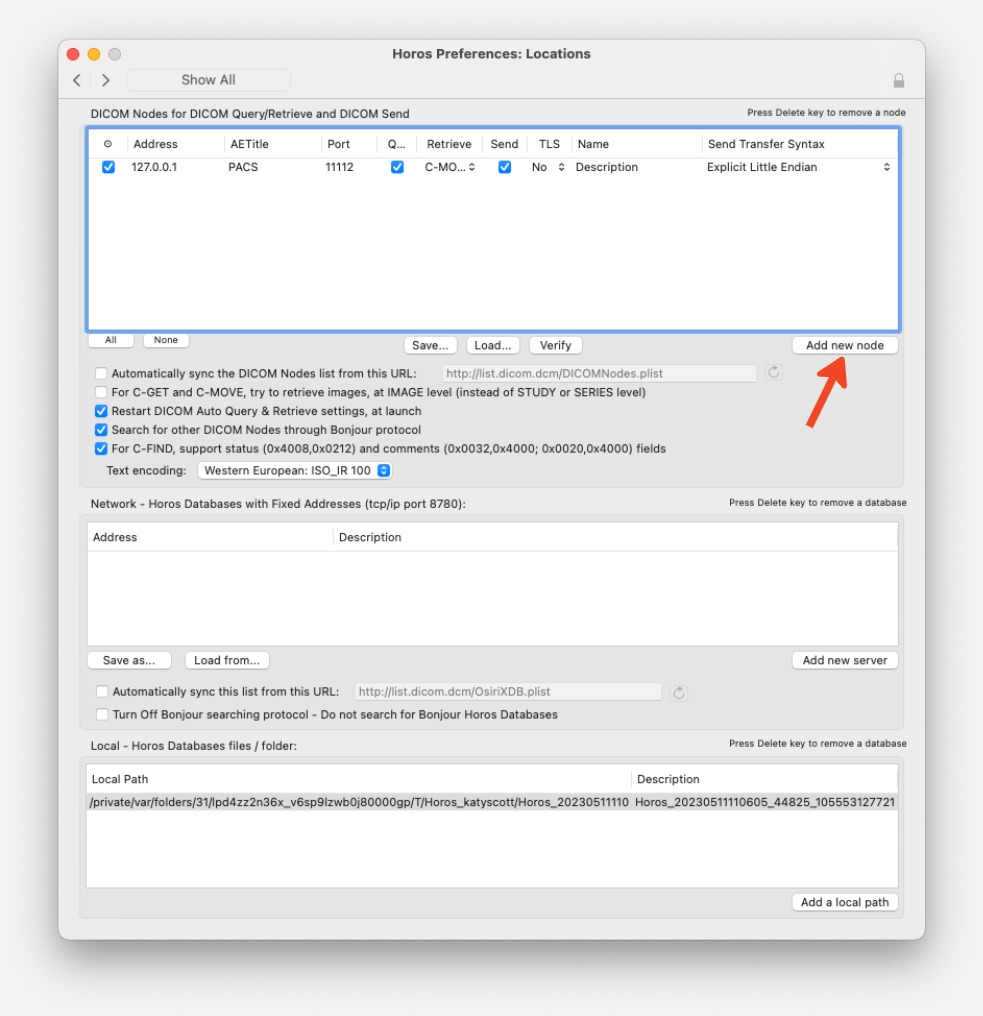 Horos Preferences: Locations
Show All
DICOM Nodes for DICOM Query/Retrieve and DICOM Send
Press Delete key to remove a node
Address AETitle Port Q... Retrieve Send TLS Name Send Transfer Syntax
127.0.0.1 PACS 11112 C-MO... No Description Explicit Little Endian
All None
Save... Load... Verify Add new node
Automatically sync the DICOM Nodes list from this URL: http://list.dicom.dcm/DICOMNodes.plist
For C-GET and C-MOVE, try to retrieve images, at IMAGE level (instead of STUDY or SERIES level)
Restart DICOM Auto Query & Retrieve settings, at launch
Search for other DICOM Nodes through Bonjour protocol
For C-FIND, support status (0x4008,0x0212) and comments (0x0032,0x4000; 0x0020,0x4000) fields
Text encoding: Western European: ISO_IR 100
Network - Horos Databases with Fixed Addresses (tcp/ip port 8780):
Press Delete key to remove a database
Address Description
Save as... Load from... Add new server
Automatically sync this list from this URL: http://list.dicom.dcm/OsiriXDB.plist
Turn Off Bonjour searching protocol - Do not search for Bonjour Horos Databases
Local - Horos Databases files / folder:
Press Delete key to remove a database
Local Path Description
/private/var/folders/31/lpd4zz2n36x_v6sp9lzwb0j80000gp/T/Horos_katyscott/Horos_20230511110 Horos_20230511110605_44825_105553127721
Add a local path